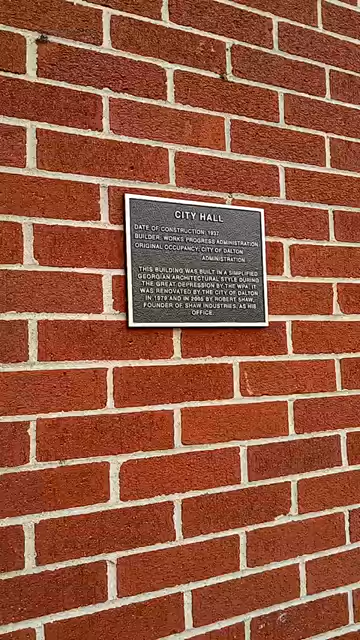 CITY HALL
DATE OF CONSTRUCTION: 1937
BUILDER: WORKS PROGRESS ADMINISTRATION
ORIGINAL OCCUPANCY: CITY OF DALTON
ADMINISTRATION
THIS BUILDING WAS BUILT IN A SIMPLIFIED
GEORGIAN ARCHITECTURAL STYLE DURING
THE GREAT DEPRESSION BY THE WPA. IT
WAS RENOVATED BY THE CITY OF DALTON
IN 1979 AND IN 2005 BY ROBERT SHAW,
FOUNDER OF SHAW INDUSTRIES, AS HIS
OFFICE.